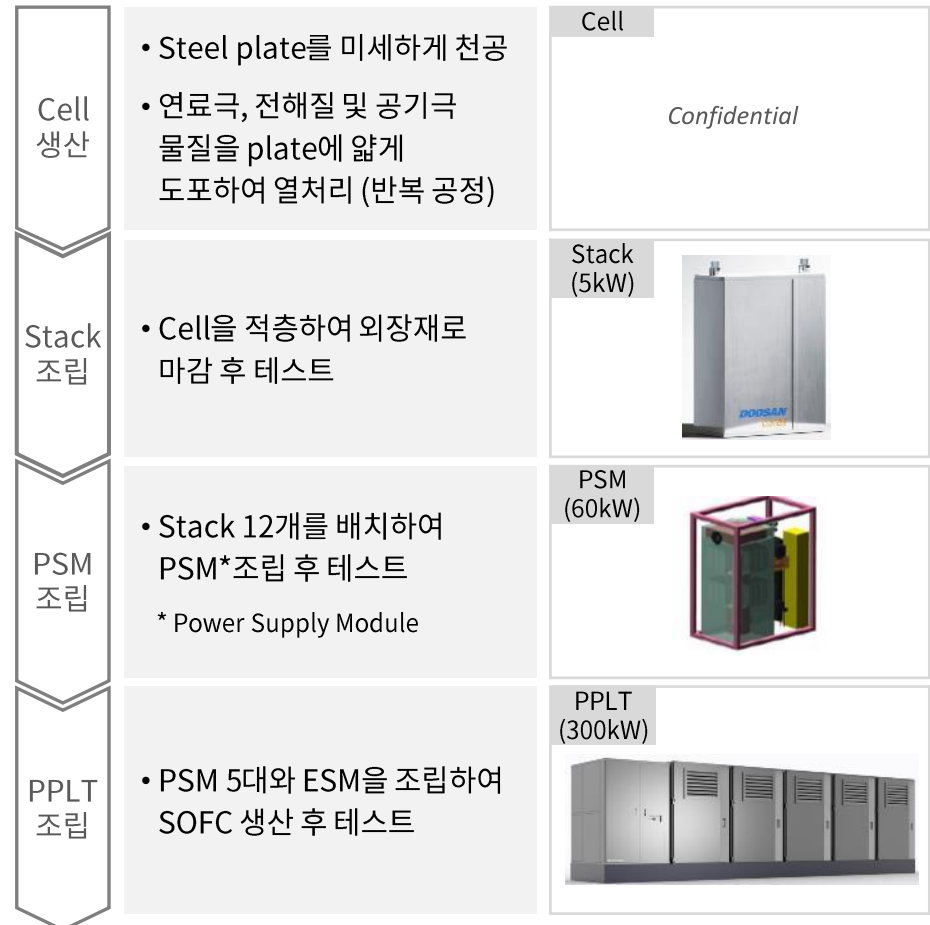 Cell
생산
• Steel plate를 미세하게 천공
• 연료극, 전해질 및 공기극
물질을 plate에 얇게
도포하여 열처리 (반복 공정)
Cell
Confidential
Stack
조립
• Cell을 적층하여 외장재로
마감 후 테스트
Stack
(5kW)
DOOSAN
PSM
조립
• Stack 12개를 배치하여
PSM*조립 후 테스트
* Power Supply Module
PSM
(60kW)
PPLT
조립
• PSM 5대와 ESM을 조립하여
SOFC 생산 후 테스트
PPLT
(300kW)